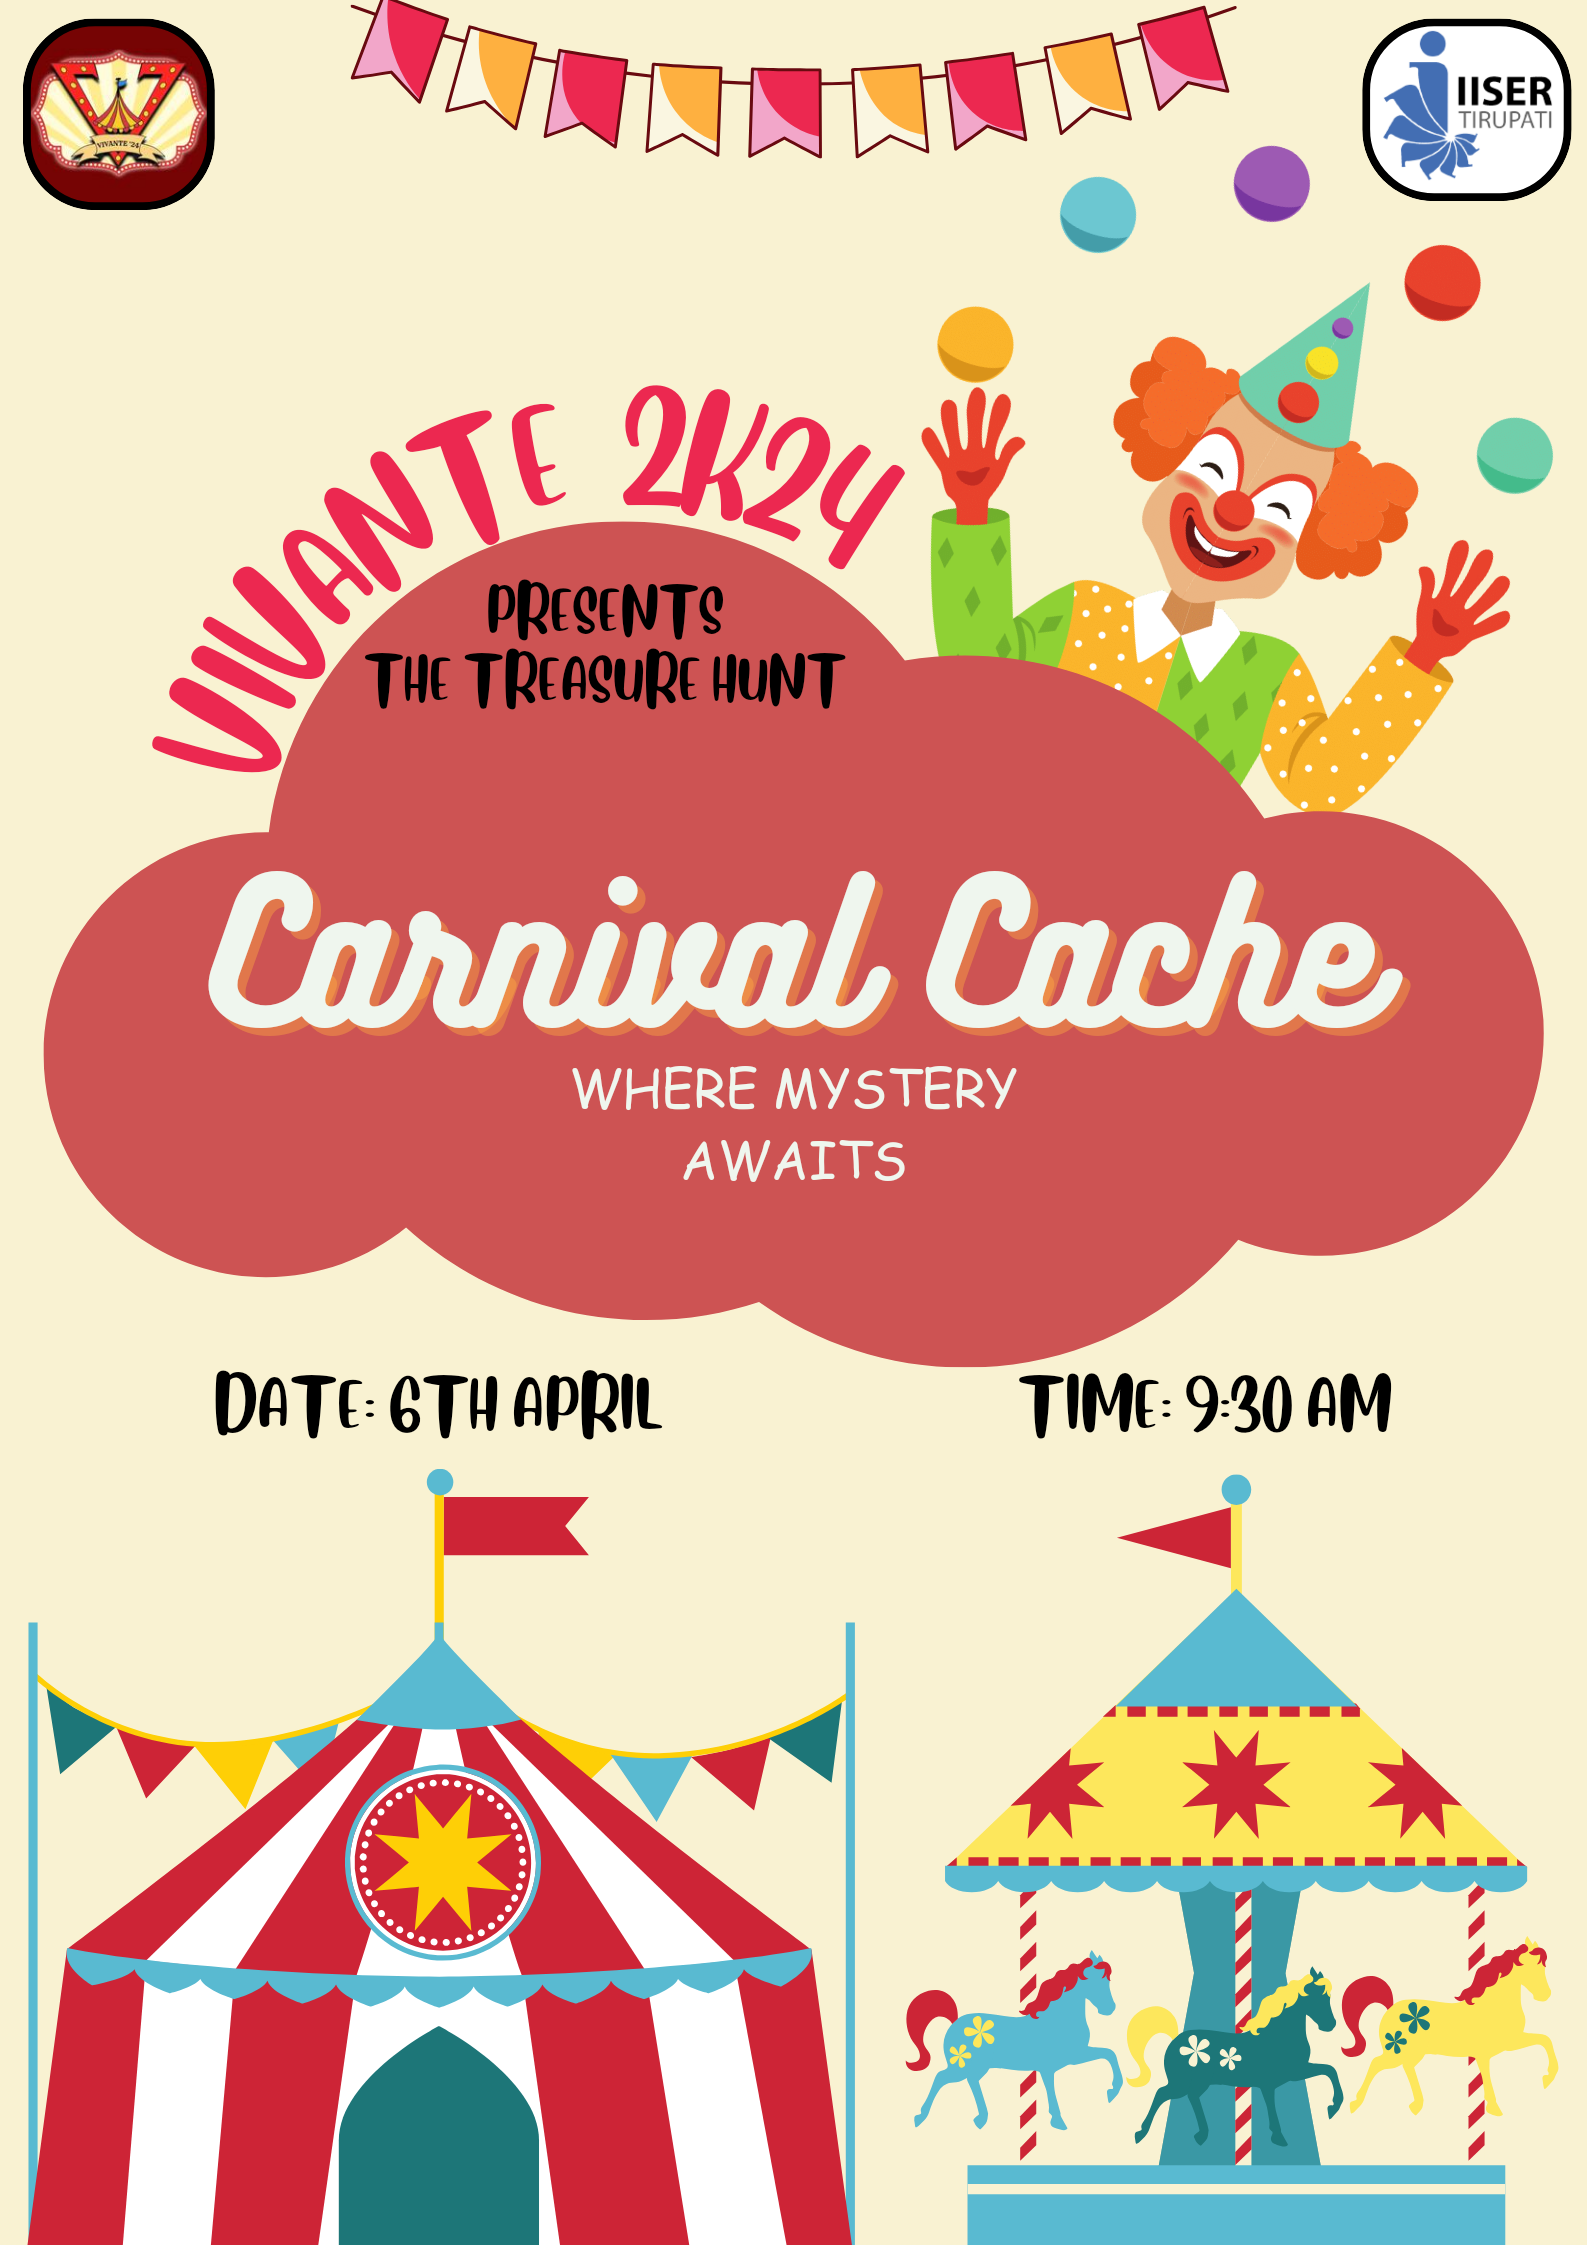 VIVANTE '24
IISER
TIRUPATI
VIVANTE 2K24
PRESENTS
THE TREASURE HUNT
Carnival Cache
WHERE MYSTERY
AWAITS
DATE: 6TH APRIL
TIME: 9:30 AM